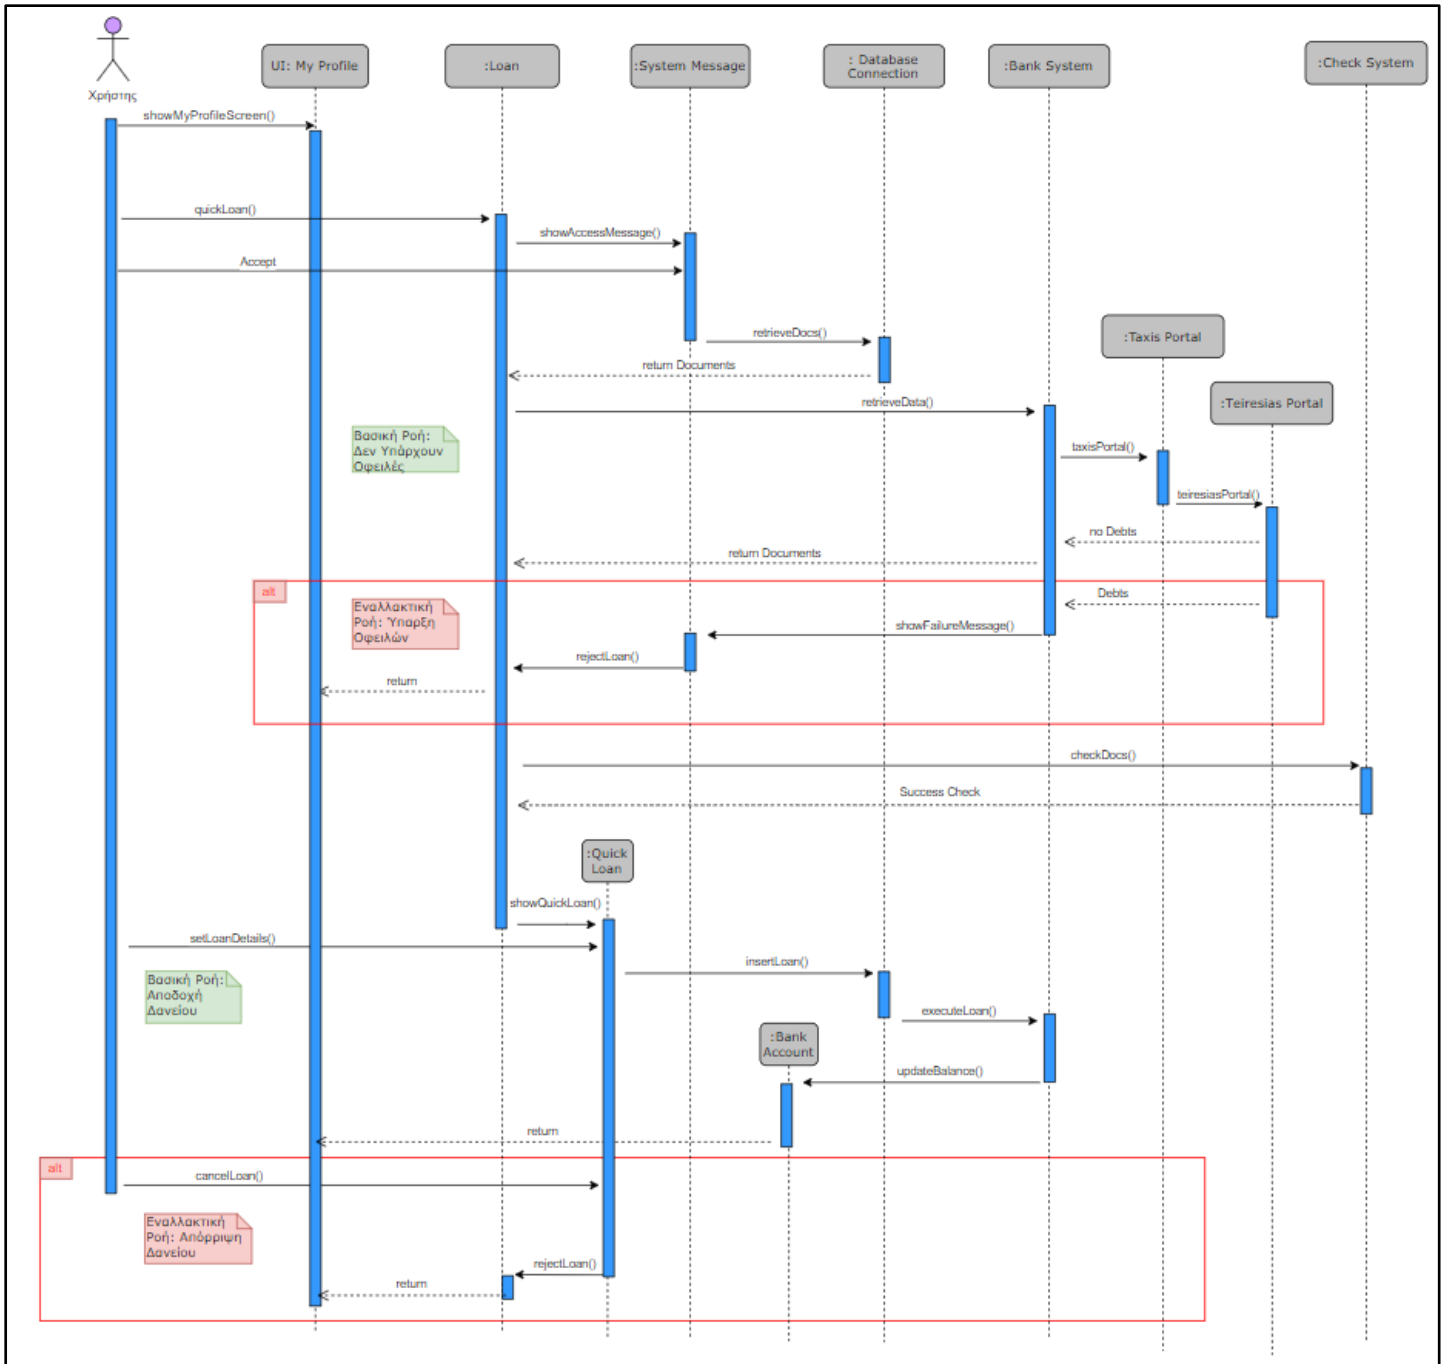 Χρήστης
UI: My Profile
:Loan
:System Message
: Database
Connection
:Bank System
:Check System
showMyProfileScreen()
quickLoan()
showAccessMessage()
Accept
retrieveDocs()
:Taxis Portal
return Documents
:Teiresias Portal
retrieveData()
Βασική Ροή:
Δεν Υπάρχουν
Οφειλές
taxisPortal()
teiresiasPortal()
no Debts
return Documents
alt
Εναλλακτική
Ροή: Ύπαρξη
Οφειλών
Debts
showFailureMessage()
rejectLoan()
return
checkDocs()
Success Check
:Quick
Loan
showQuickLoan()
setLoanDetails()
insertLoan()
Βασική Ροή:
Αποδοχή
Δανείου
executeLoan()
:Bank
Account
updateBalance()
return
alt
cancelLoan()
Εναλλακτική
Ροή: Απόρριψη
Δανείου
rejectLoan()
return